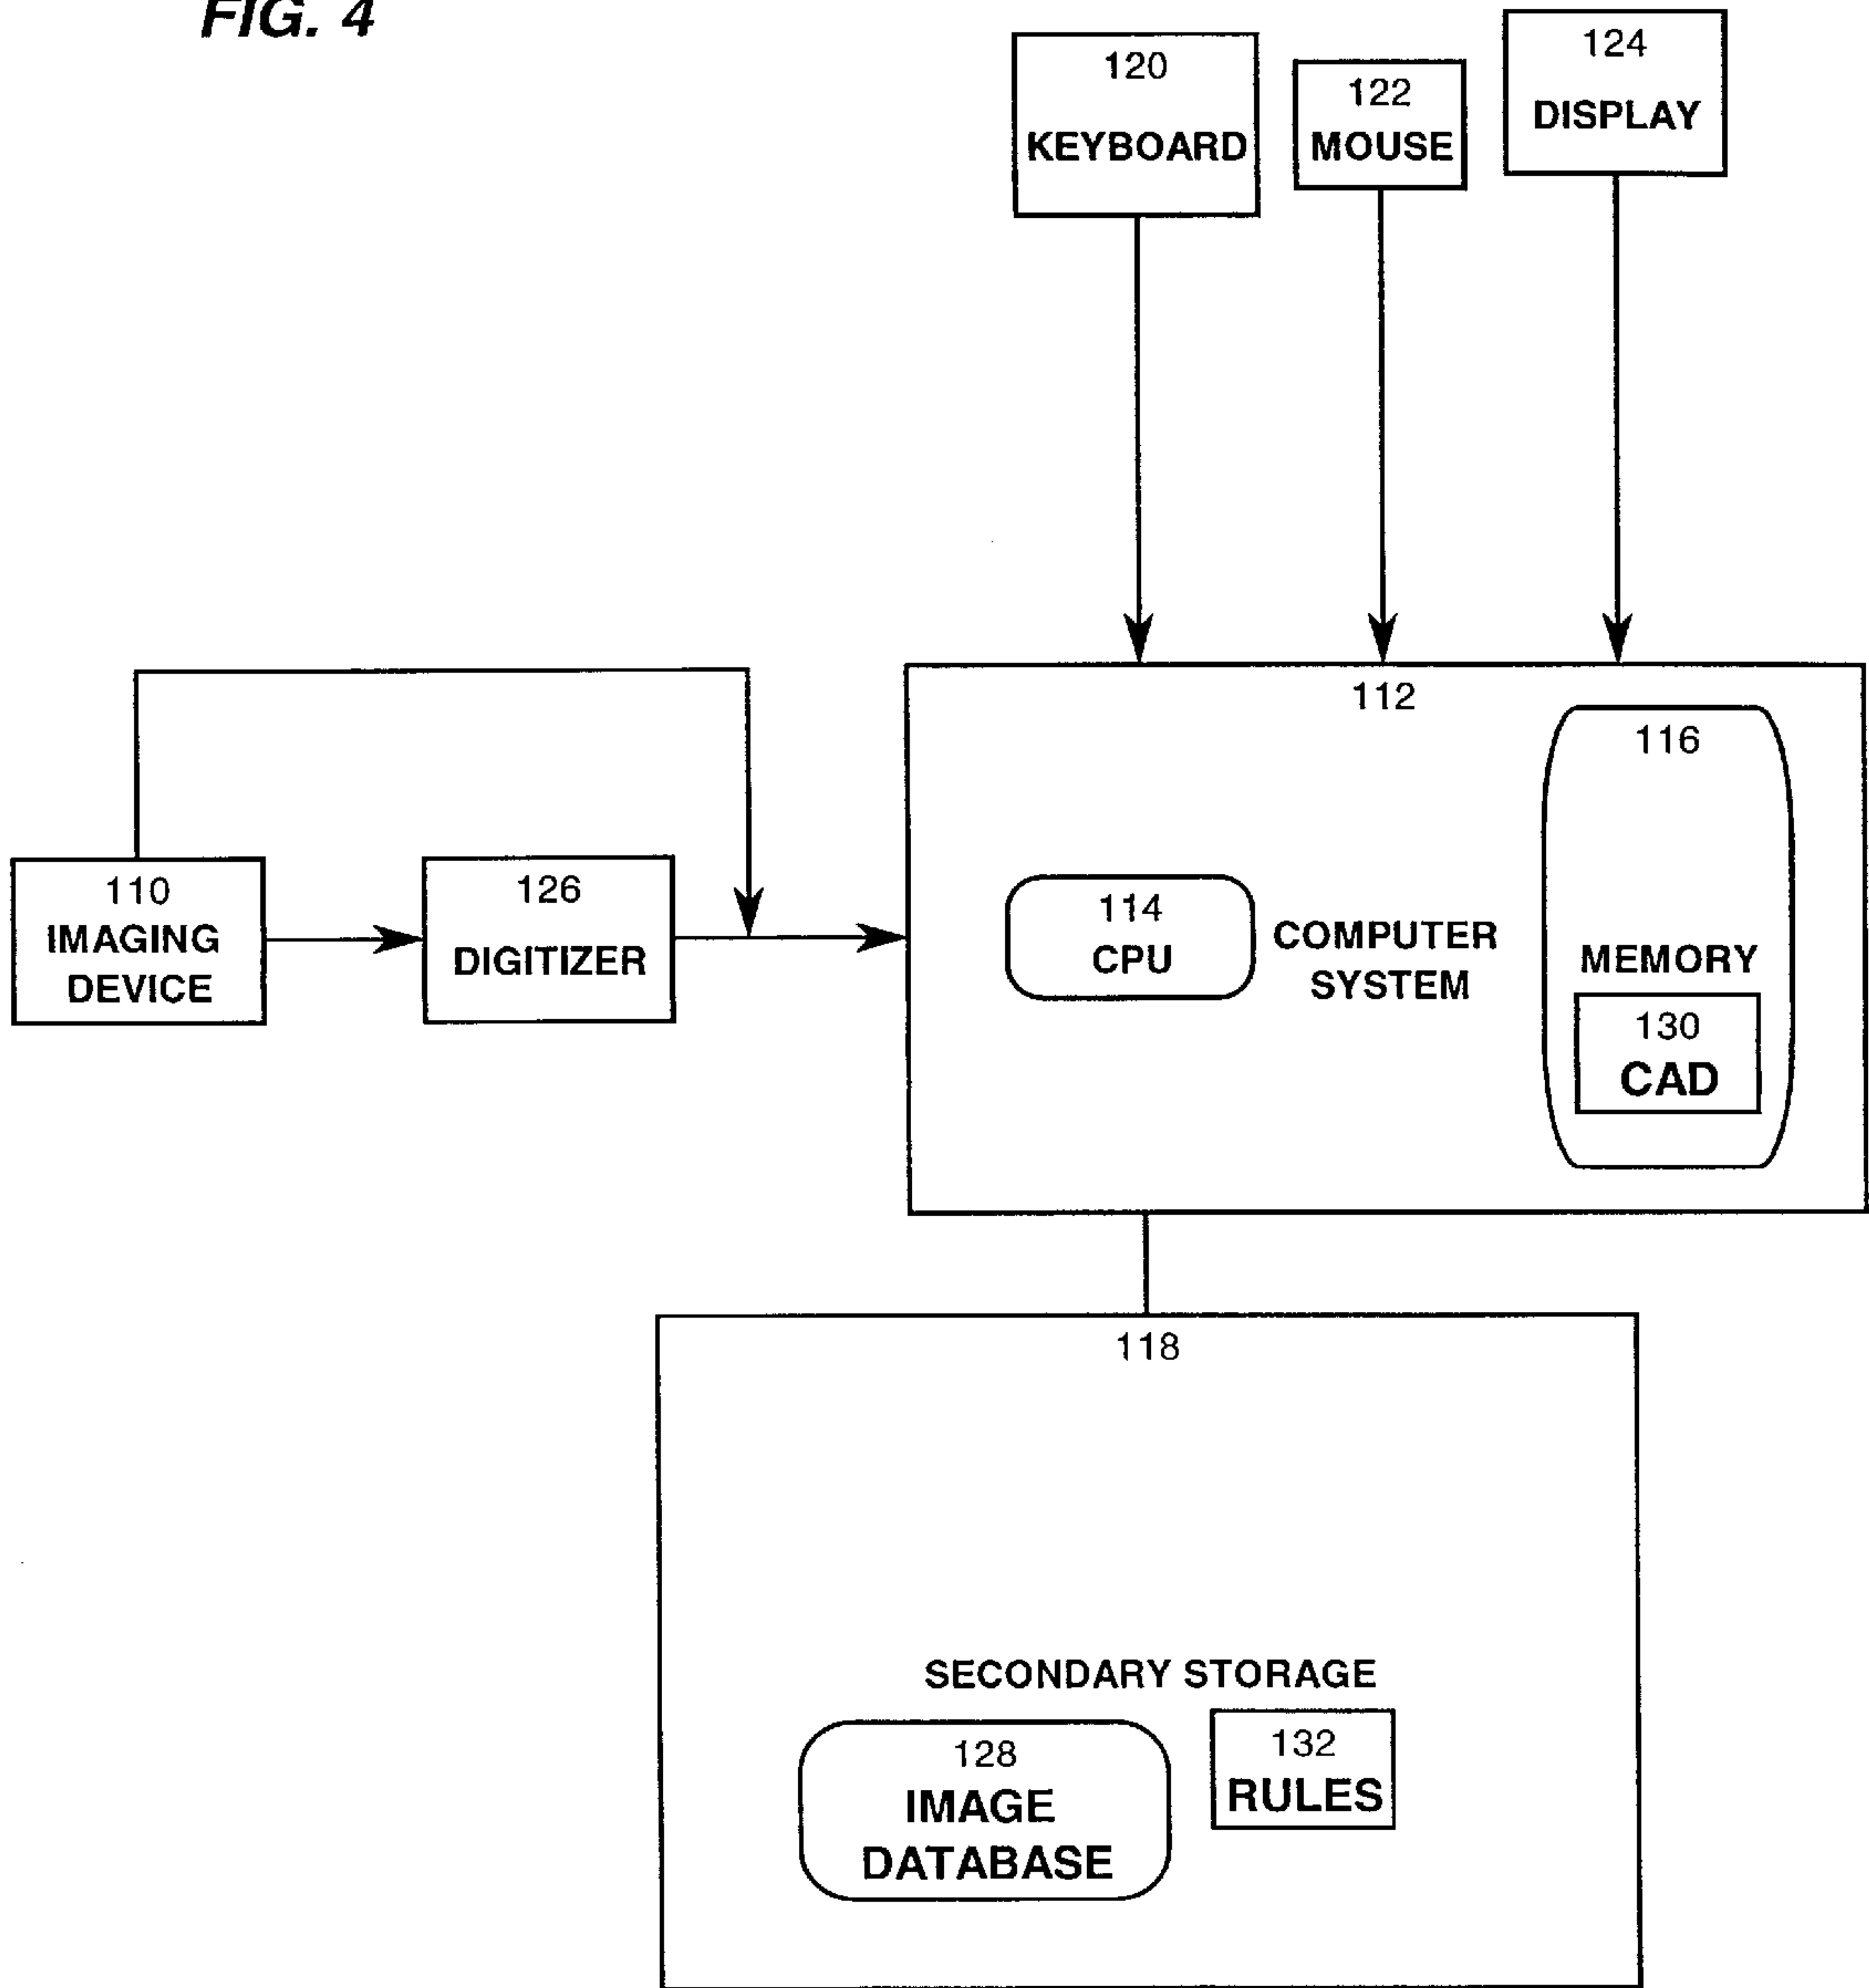 FIG. 4
120
KEYBOARD
122
MOUSE
124
DISPLAY
110
IMAGING
DEVICE
126
DIGITIZER
112
COMPUTER
SYSTEM
114
CPU
116
MEMORY
130
CAD
118
SECONDARY STORAGE
128
IMAGE
DATABASE
132
RULES